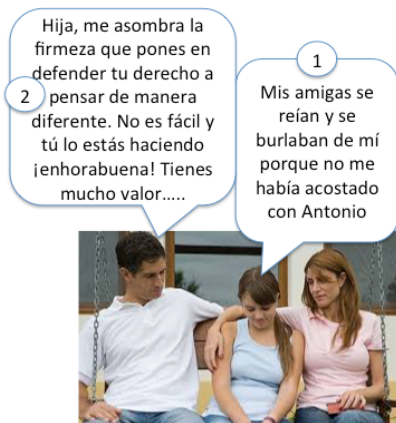 1
Mis amigas se
reían y se
burlaban de mí
porque no me
había acostado
con Antonio
2
Hija, me asombra la
firmeza que pones en
defender tu derecho a
pensar de manera
diferente. No es fácil y
tú lo estás haciendo
¡enhorabuena! Tienes
mucho valor.....